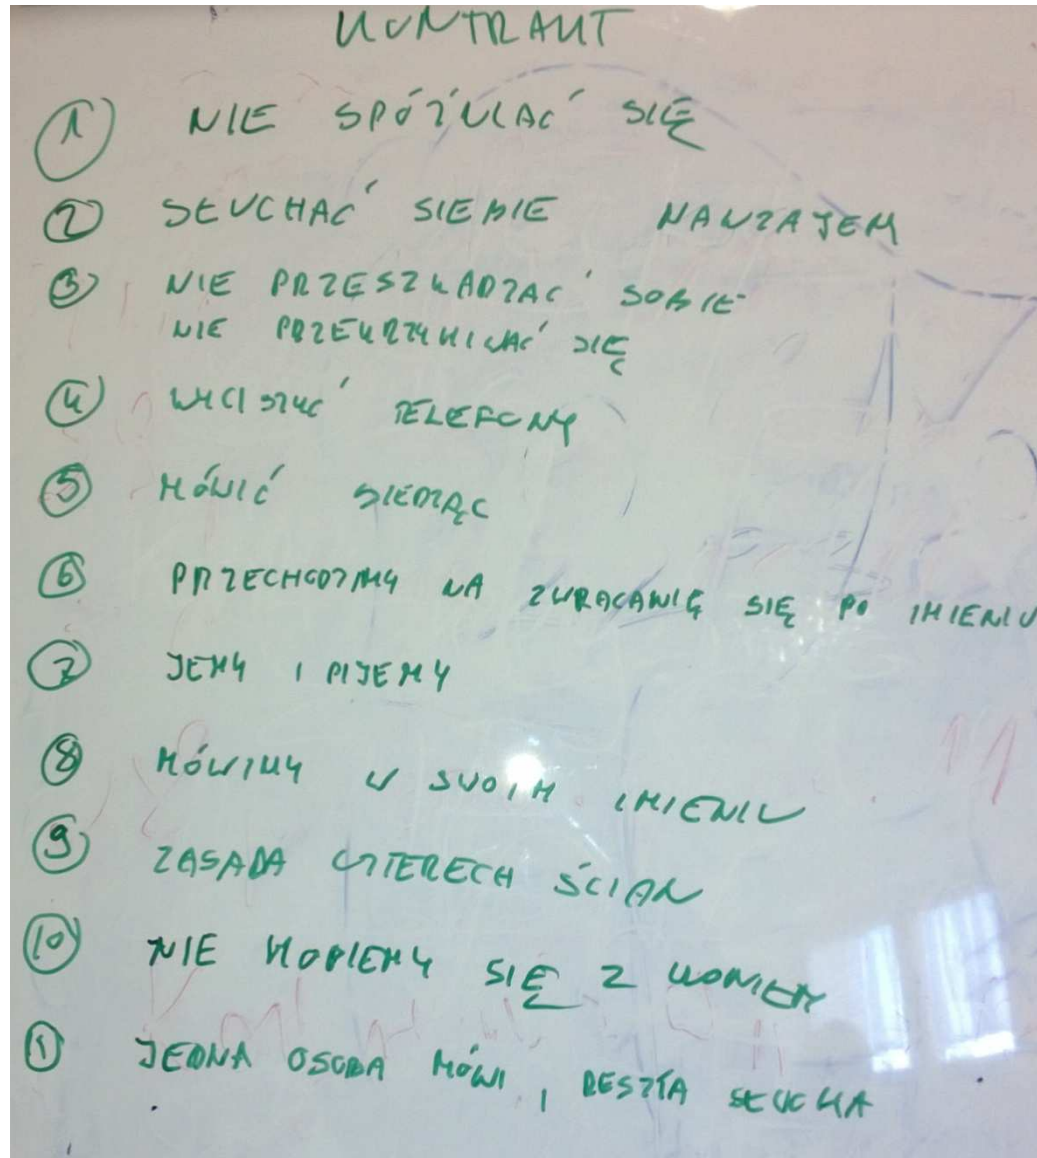 KONTRAKT
1 NIE SPÓŹNIAĆ SIĘ
2 SŁUCHAĆ SIEBIE NAWZAJEM
3 NIE PRZESZKADZAĆ SOBIE
NIE PRZEKRZYKIWAĆ SIĘ
4 WYCISZYĆ TELEFONY
5 MÓWIĆ SIEDZĄC
6 PRZECHODZIMY NA ZWRACANIE SIĘ PO IMIENIU
7 JEMY I PIJEMY
8 MÓWIMY W SWOIM IMIENIU
9 ZASADA CZTERECH ŚCIAN
10 NIE KOPIEMY SIĘ Z KONIEM
1 JEDNA OSOBA MÓWI, RESZTA SŁUCHA